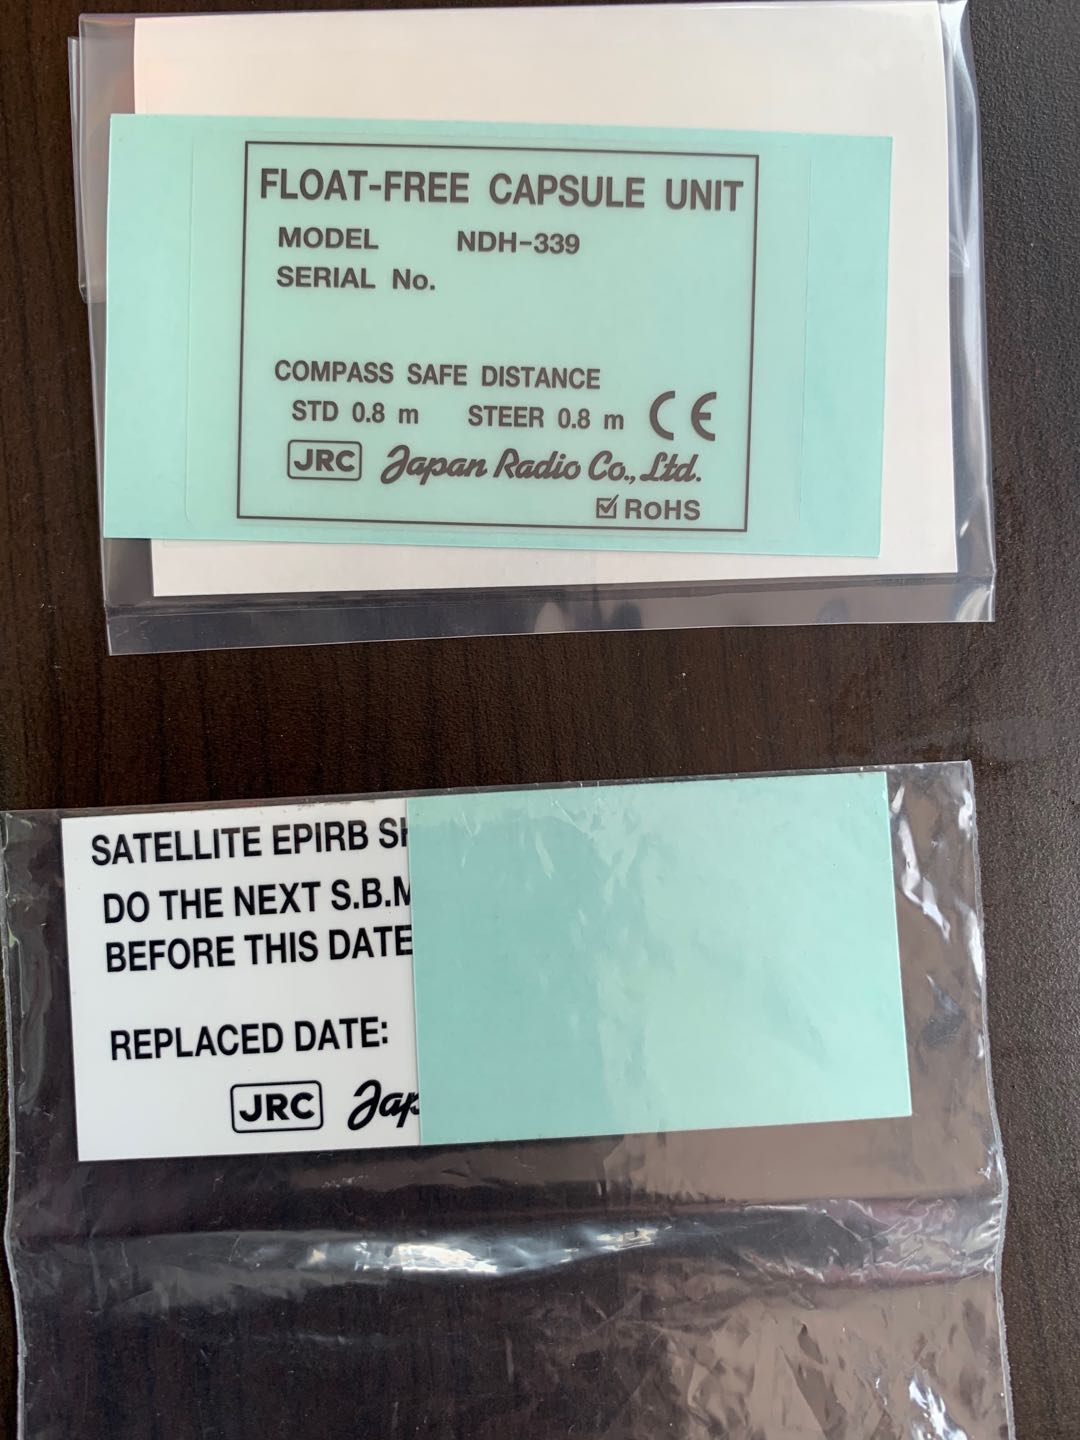 FLOAT-FREE CAPSULE UNIT
MODEL NDH-339
SERIAL No.
COMPASS SAFE DISTANCE
STD 0.8 m STEER 0.8 m CE
JRC Japan Radio Co., Ltd.
RoHS
SATELLITE EPIRB
DO THE NEXT
BEFORE THIS DATE
REPLACED DATE:
JRC